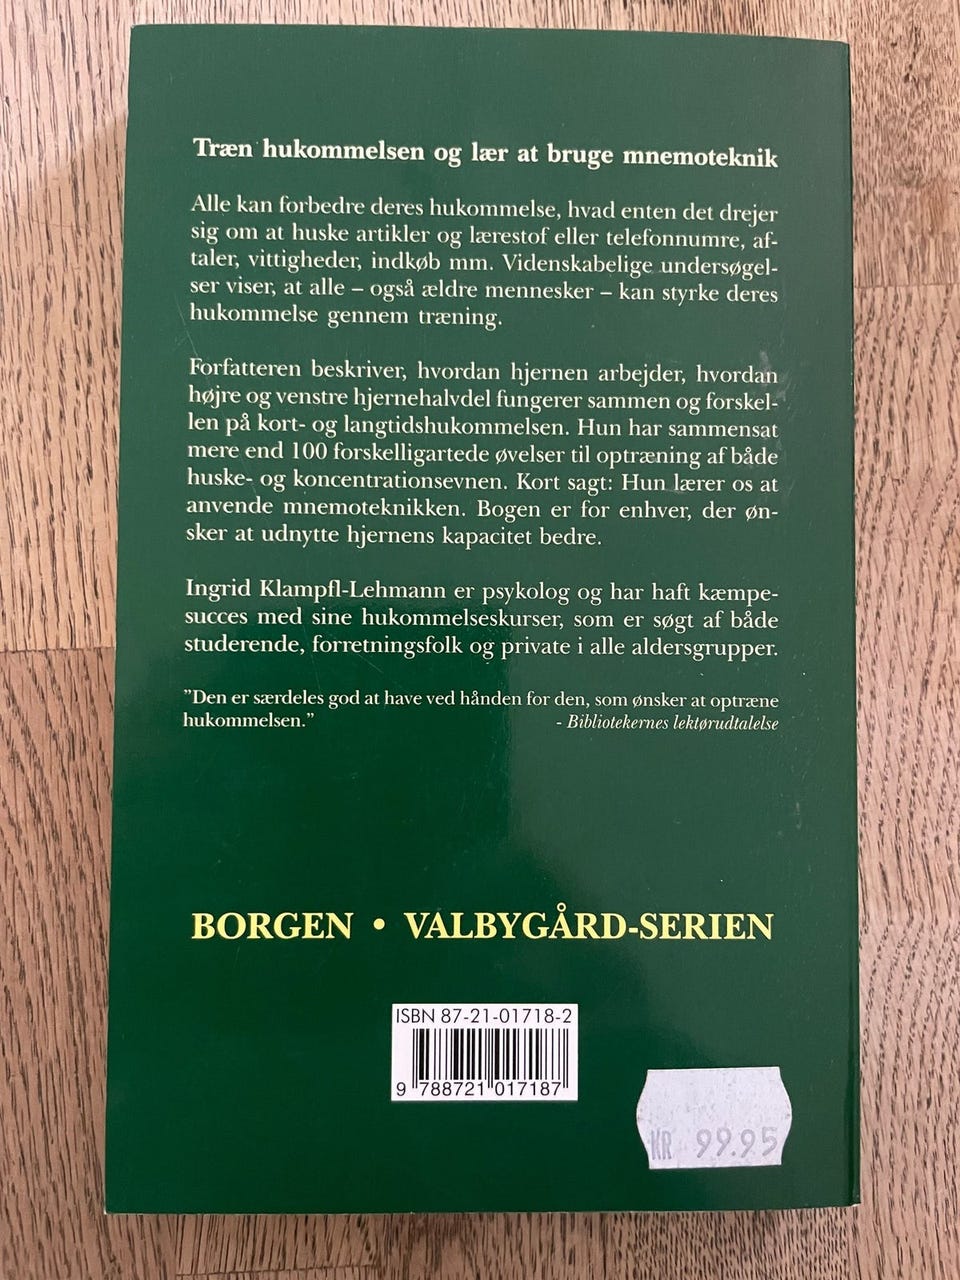 Træn hukommelsen og lær at bruge mnemoteknik
Alle kan forbedre deres hukommelse, hvad enten det drejer
sig om at huske artikler og lærestof eller telefonnumre, af-
taler, vittigheder, indkøb mm. Videnskabelige undersøgel-
ser viser, at alle – også ældre mennesker – kan styrke deres
hukommelse gennem træning.
Forfatteren beskriver, hvordan hjernen arbejder, hvordan
højre og venstre hjernehalvdel fungerer sammen og forskel-
len på kort- og langtidshukommelsen. Hun har sammensat
mere end 100 forskelligartede øvelser til optræning af både
huske- og koncentrationsevnen. Kort sagt: Hun lærer os at
anvende mnemoteknikken. Bogen er for enhver, der øn-
sker at udnytte hjernens kapacitet bedre.
Ingrid Klampfl-Lehmann er psykolog og har haft kæmpe-
succes med sine hukommelseskurser, som er søgt af både
studerende, forretningsfolk og private i alle aldersgrupper.
”Den er særdeles god at have ved hånden for den, som ønsker at optræne
hukommelsen.” - Bibliotekernes lektørudtalelse
BORGEN • VALBYGÅRD-SERIEN
ISBN 87-21-01718-2
9 788721 017187
KR 99.95